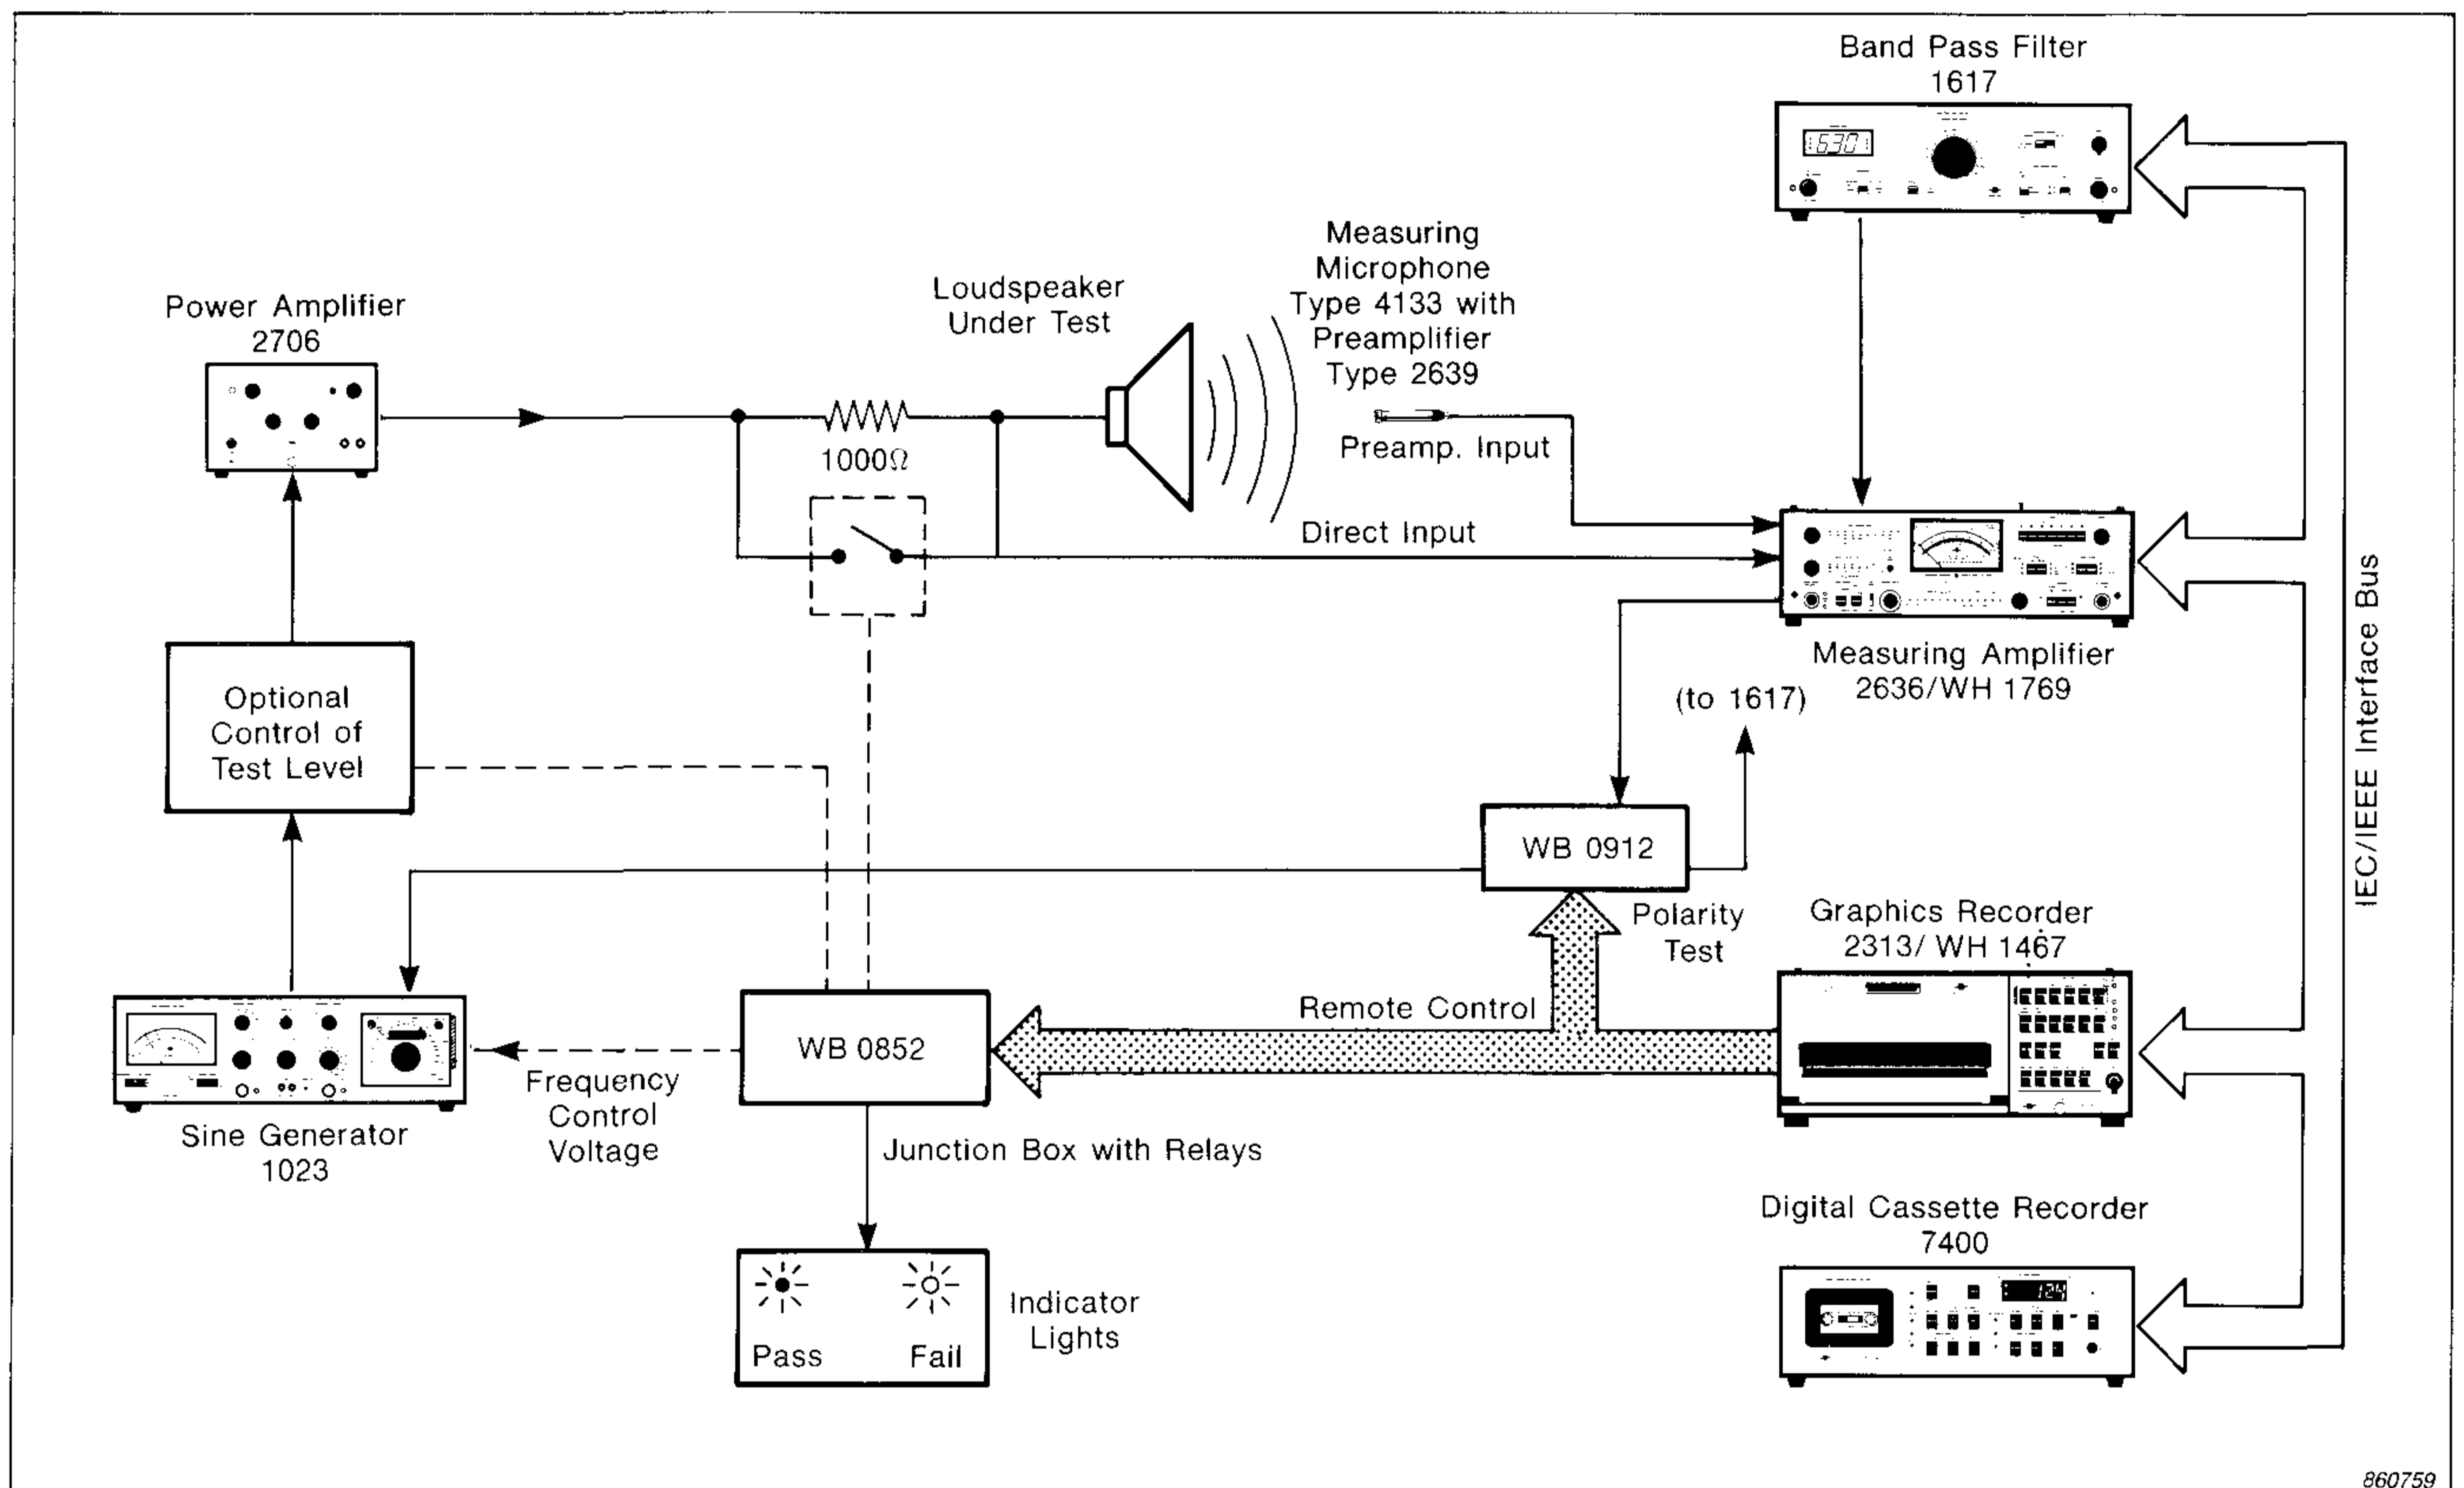 Band Pass Filter
1617
630
Measuring
Microphone
Type 4133 with
Preamplifier
Type 2639
Loudspeaker
Under Test
Power Amplifier
2706
1000Ω
Preamp. Input
Direct Input
Measuring Amplifier
2636/WH 1769
(to 1617)
IEC/IEEE Interface Bus
Optional
Control of
Test Level
WB 0912
Polarity
Test
Graphics Recorder
2313/ WH 1467
Remote Control
WB 0852
Frequency
Control
Voltage
Sine Generator
1023
Junction Box with Relays
Digital Cassette Recorder
7400
124
Indicator
Lights
Pass Fail
860759